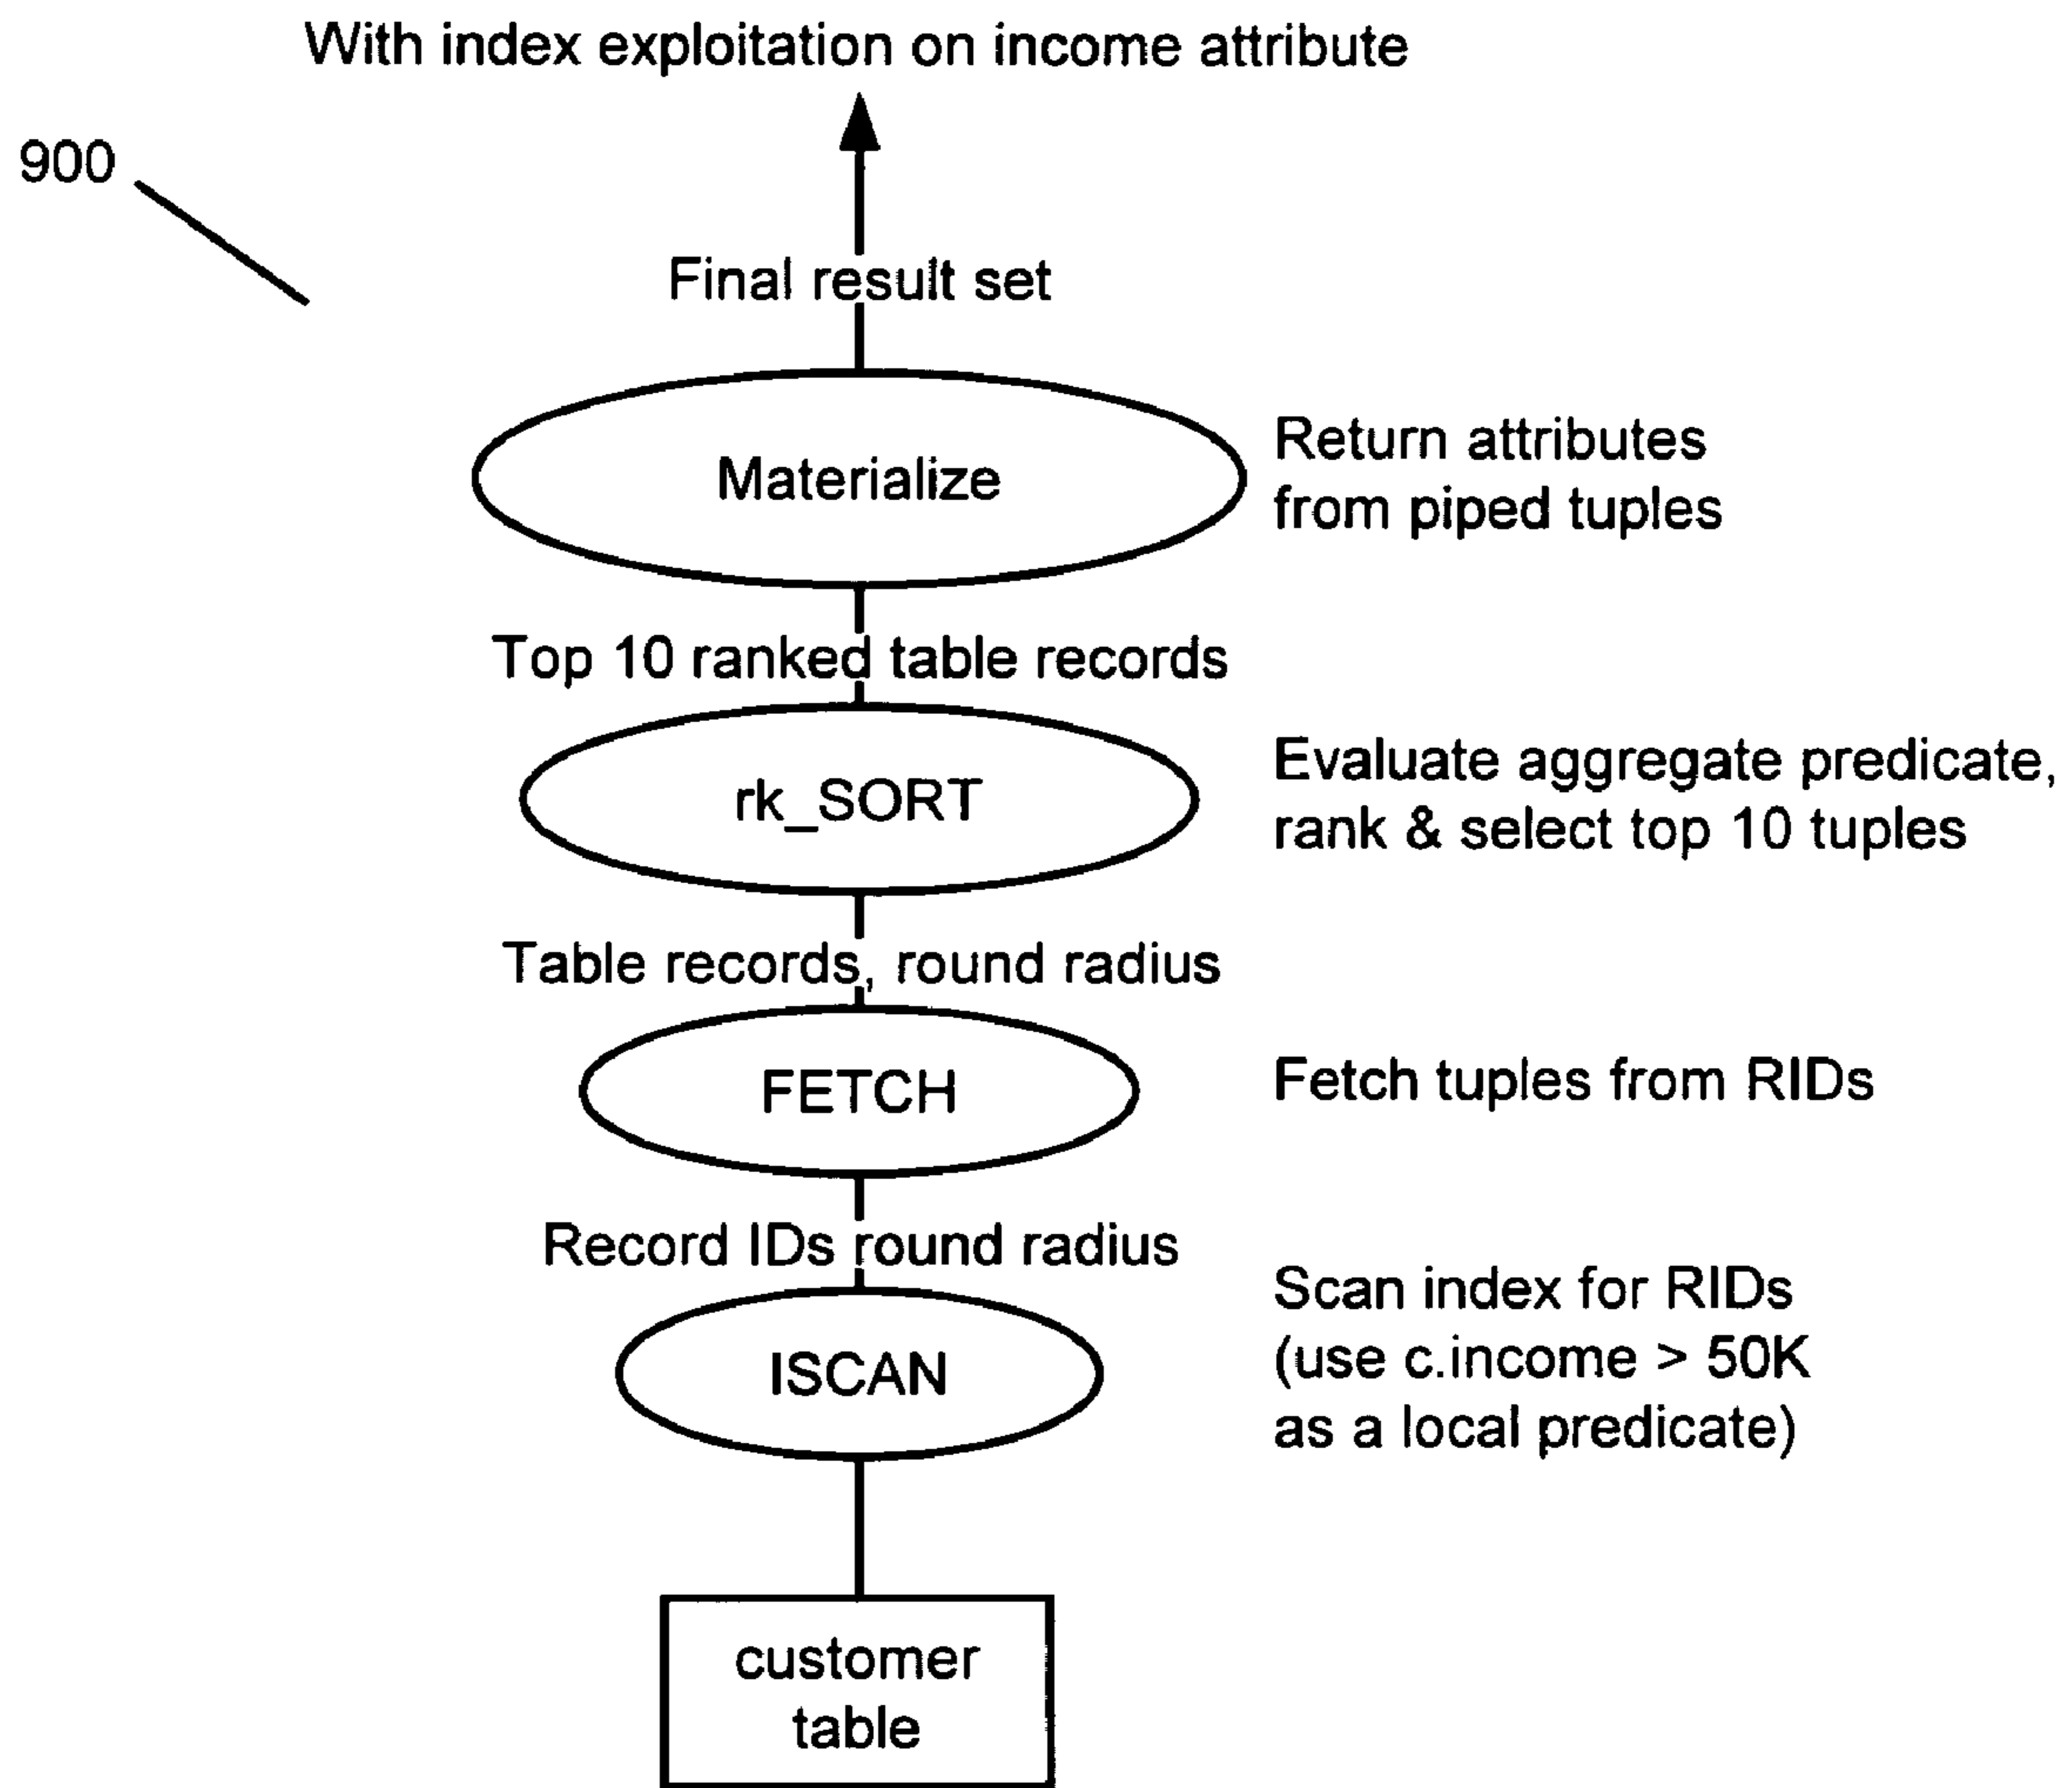 With index exploitation on income attribute
900
Final result set
Materialize
Return attributes
from piped tuples
Top 10 ranked table records
rk_SORT
Evaluate aggregate predicate,
rank & select top 10 tuples
Table records, round radius
FETCH
Fetch tuples from RIDs
Record IDs round radius
ISCAN
Scan index for RIDs
(use c.income > 50K
as a local predicate)
customer
table